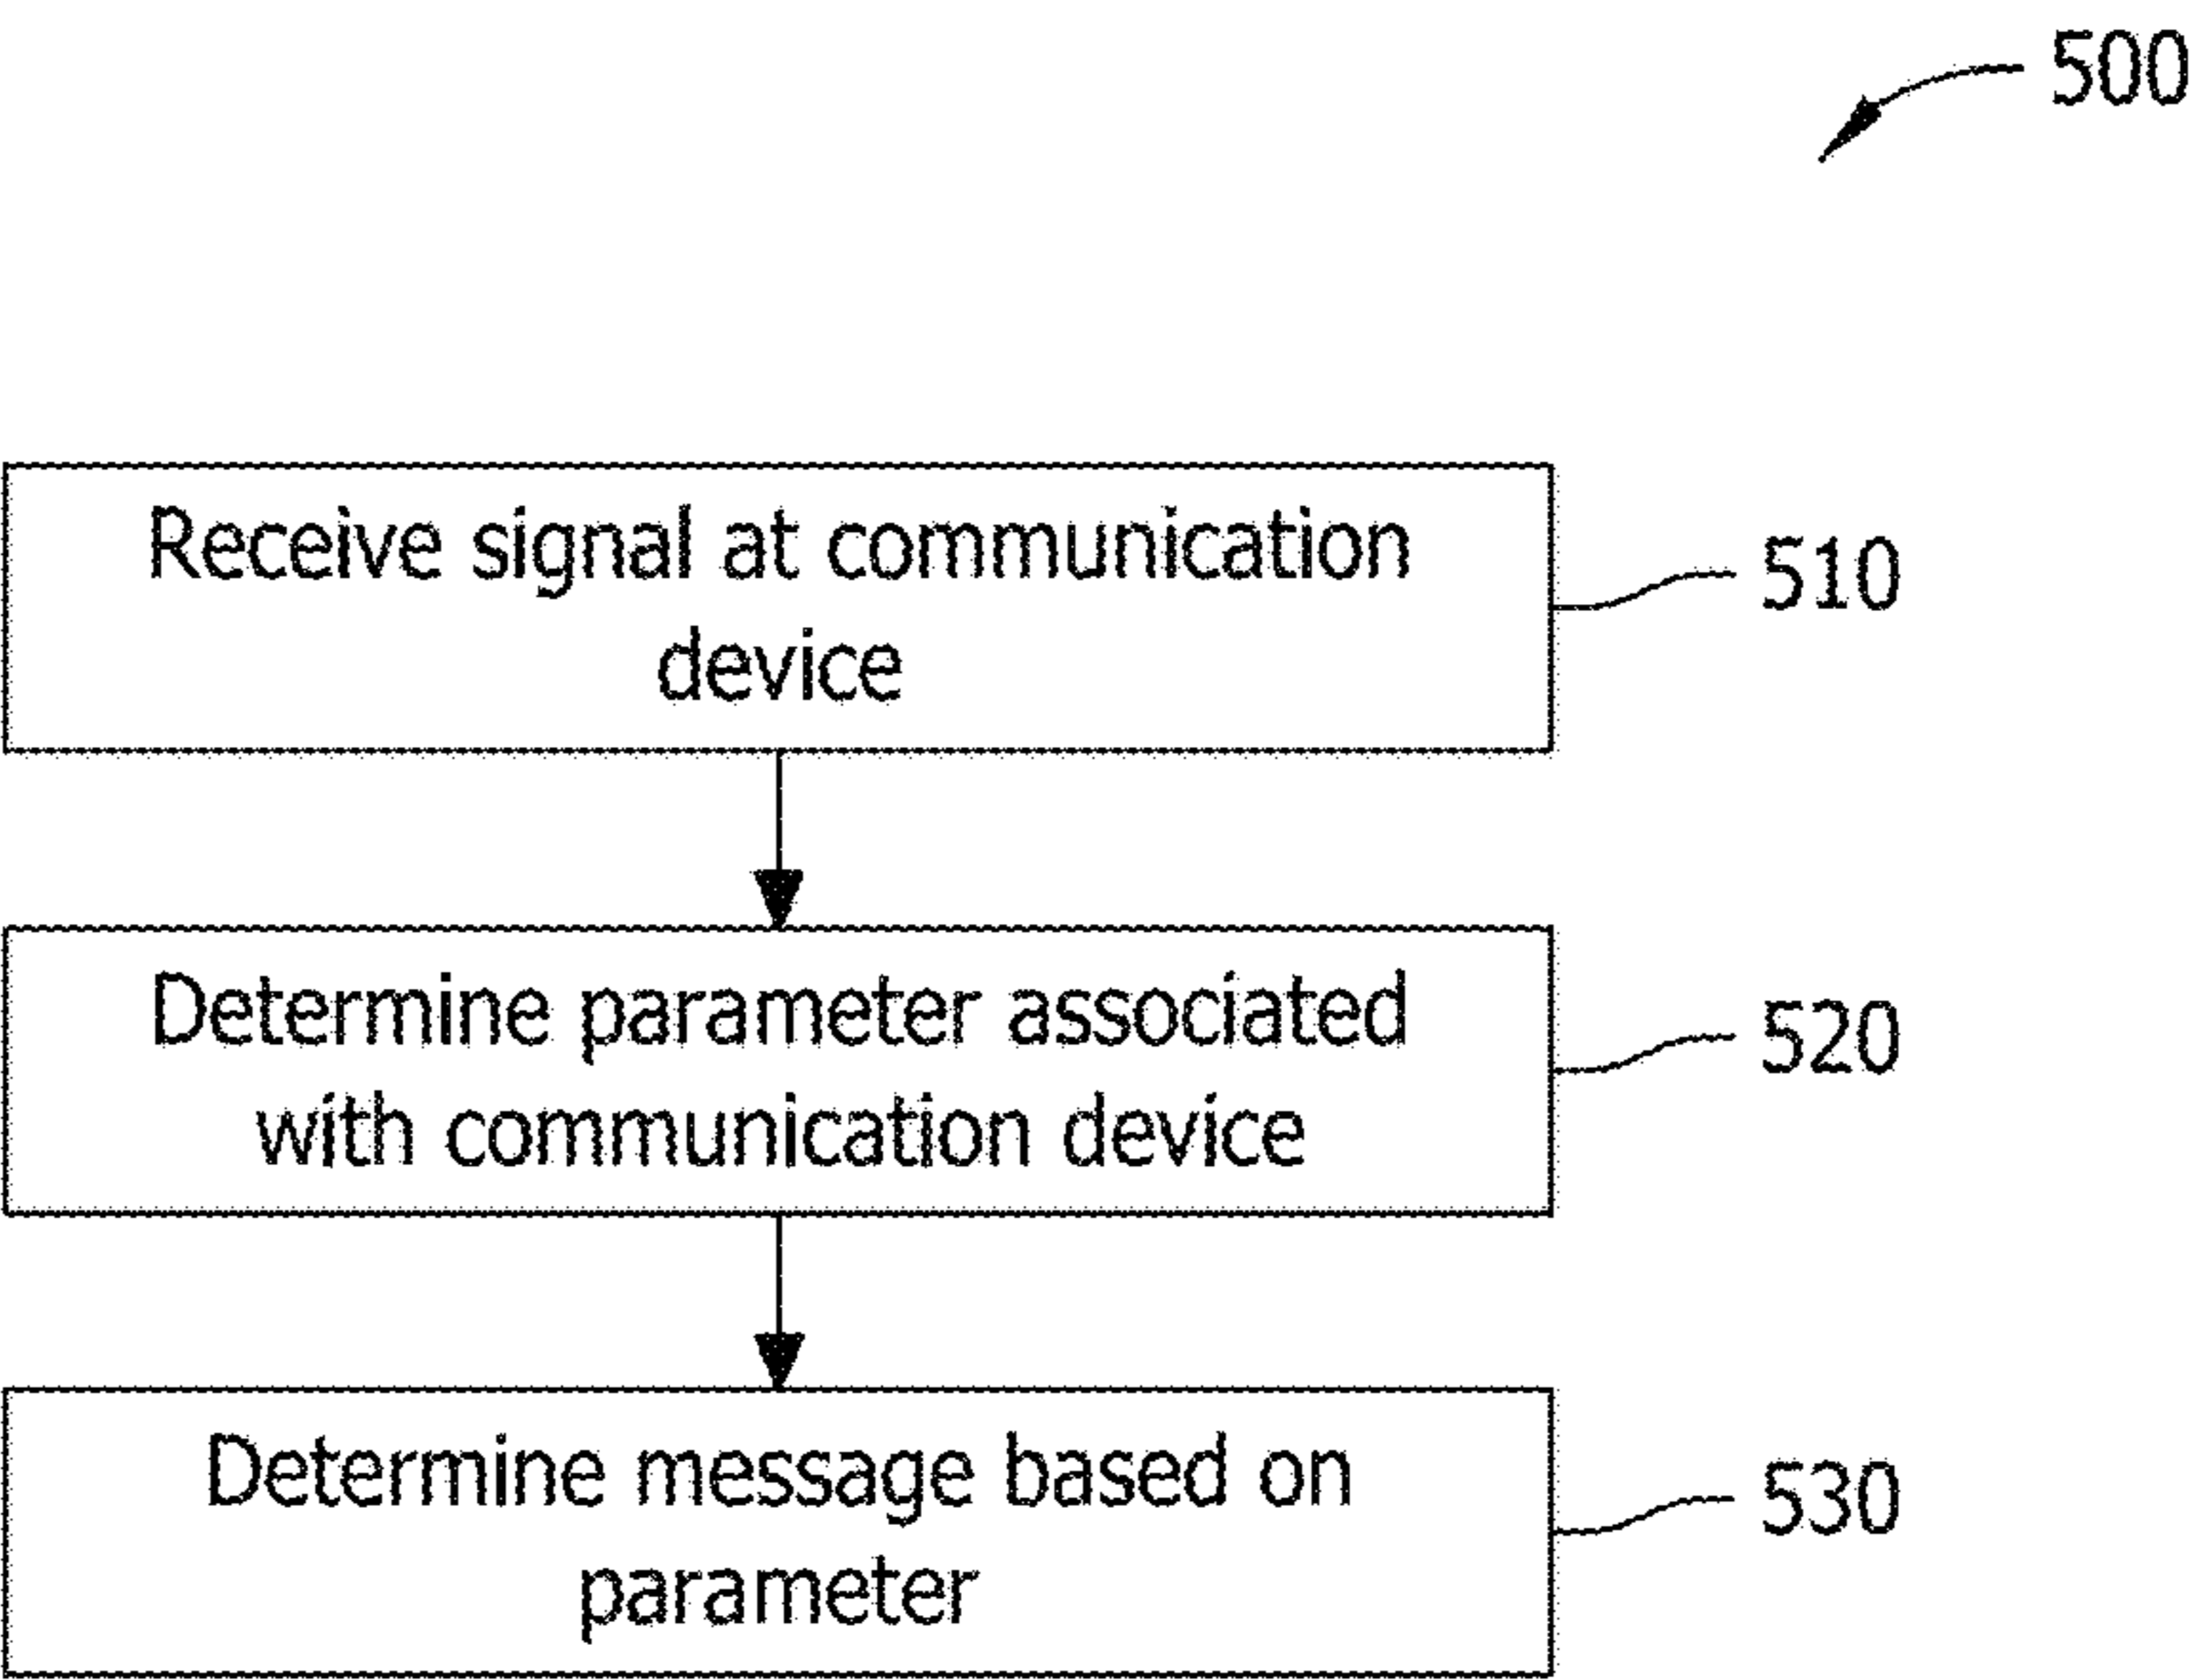 500
Receive signal at communication
device
510
Determine parameter associated
with communication device
520
Determine message based on
parameter
530